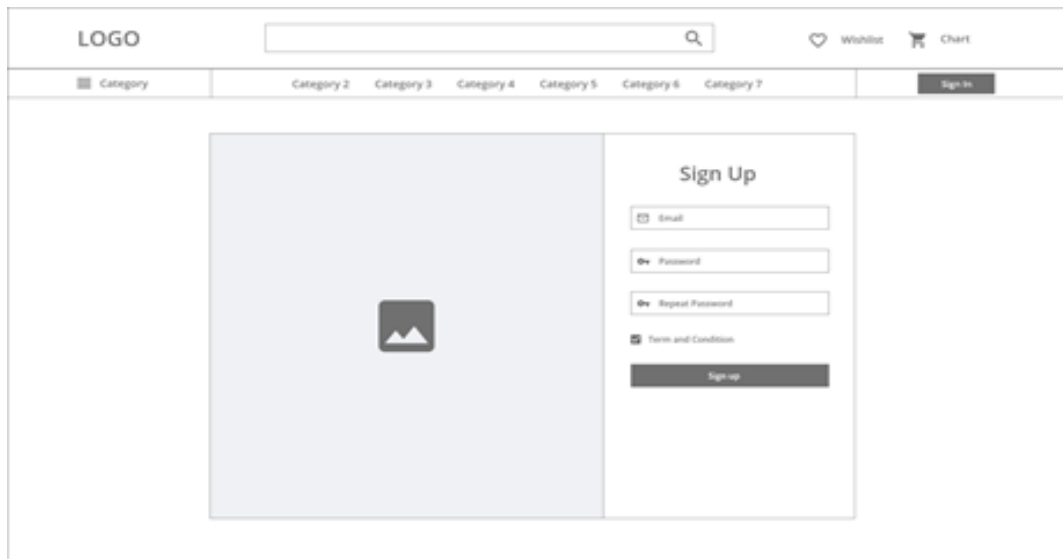 LOGO
Wishlist
Chart
Category
Category 2
Category 3
Category 4
Category 5
Category 6
Category 7
Sign In
Sign Up
Email
Password
Repeat Password
Term and Condition
Sign up